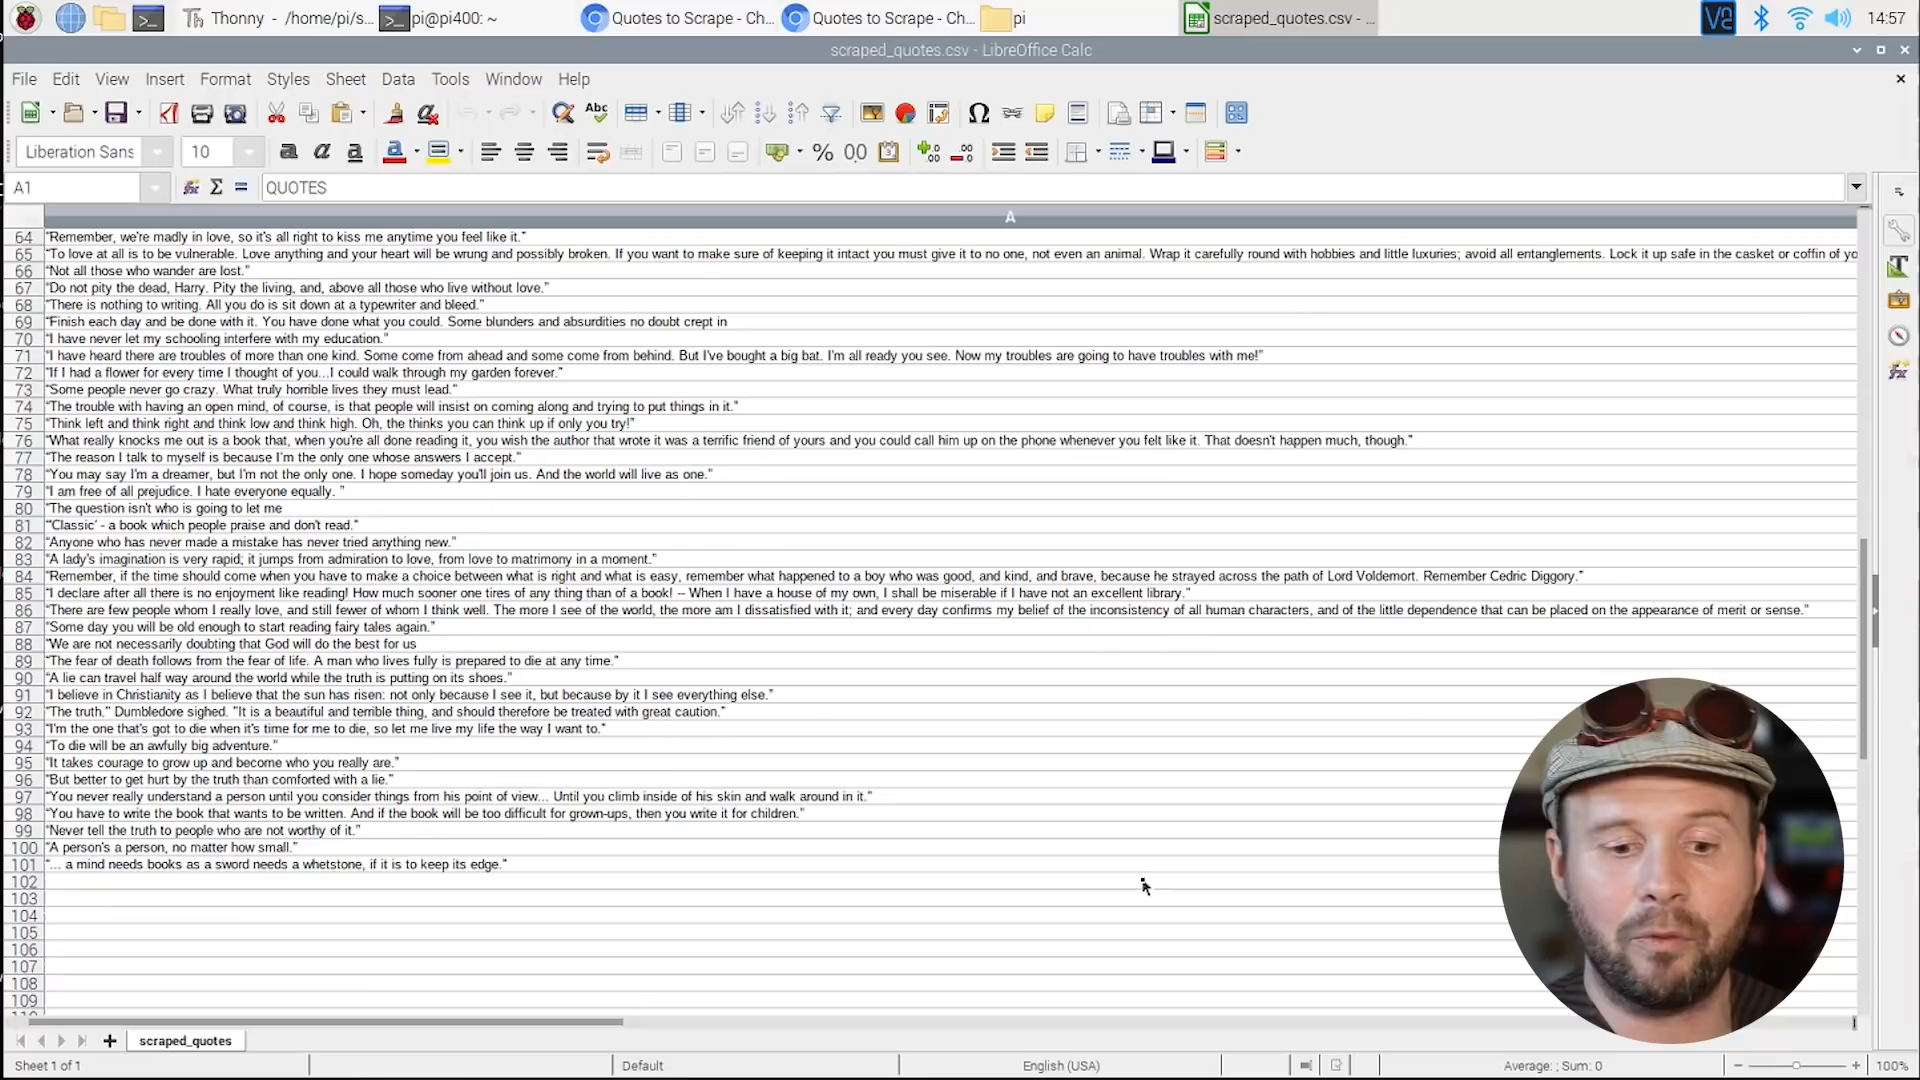 Thonny - /home/pi/s...
pi@pi400: ~
Quotes to Scrape - Ch...
Quotes to Scrape - Ch...
pi
scraped_quotes.csv - ...
14:57
scraped_quotes.csv - LibreOffice Calc
File Edit View Insert Format Styles Sheet Data Tools Window Help
Liberation Sans
10
A1
QUOTES
A
64 “Remember, we're madly in love, so it's all right to kiss me anytime you feel like it.”
65 “To love at all is to be vulnerable. Love anything and your heart will be wrung and possibly broken. If you want to make sure of keeping it intact you must give it to no one, not even an animal. Wrap it carefully round with hobbies and little luxuries; avoid all entanglements. Lock it up safe in the casket or coffin of yo
66 “Not all those who wander are lost.”
67 “Do not pity the dead, Harry. Pity the living, and, above all those who live without love.”
68 “There is nothing to writing. All you do is sit down at a typewriter and bleed.”
69 “Finish each day and be done with it. You have done what you could. Some blunders and absurdities no doubt crept in
70 “I have never let my schooling interfere with my education.”
71 “I have heard there are troubles of more than one kind. Some come from ahead and some come from behind. But I've bought a big bat. I'm all ready you see. Now my troubles are going to have troubles with me!”
72 “If I had a flower for every time I thought of you...I could walk through my garden forever.”
73 “Some people never go crazy. What truly horrible lives they must lead.”
74 “The trouble with having an open mind, of course, is that people will insist on coming along and trying to put things in it.”
75 “Think left and think right and think low and think high. Oh, the thinks you can think up if only you try!”
76 “What really knocks me out is a book that, when you're all done reading it, you wish the author that wrote it was a terrific friend of yours and you could call him up on the phone whenever you felt like it. That doesn't happen much, though.”
77 “The reason I talk to myself is because I'm the only one whose answers I accept.”
78 “You may say I'm a dreamer, but I'm not the only one. I hope someday you'll join us. And the world will live as one.”
79 “I am free of all prejudice. I hate everyone equally. ”
80 “The question isn't who is going to let me
81 “′Classic′ - a book which people praise and don't read.”
82 “Anyone who has never made a mistake has never tried anything new.”
83 “A lady's imagination is very rapid; it jumps from admiration to love, from love to matrimony in a moment.”
84 “Remember, if the time should come when you have to make a choice between what is right and what is easy, remember what happened to a boy who was good, and kind, and brave, because he strayed across the path of Lord Voldemort. Remember Cedric Diggory.”
85 “I declare after all there is no enjoyment like reading! How much sooner one tires of any thing than of a book! -- When I have a house of my own, I shall be miserable if I have not an excellent library.”
86 “There are few people whom I really love, and still fewer of whom I think well. The more I see of the world, the more am I dissatisfied with it; and every day confirms my belief of the inconsistency of all human characters, and of the little dependence that can be placed on the appearance of merit or sense.”
87 “Some day you will be old enough to start reading fairy tales again.”
88 “We are not necessarily doubting that God will do the best for us
89 “The fear of death follows from the fear of life. A man who lives fully is prepared to die at any time.”
90 “A lie can travel half way around the world while the truth is putting on its shoes.”
91 “I believe in Christianity as I believe that the sun has risen: not only because I see it, but because by it I see everything else.”
92 “The truth." Dumbledore sighed. "It is a beautiful and terrible thing, and should therefore be treated with great caution.”
93 “I'm the one that's got to die when it's time for me to die, so let me live my life the way I want to.”
94 “To die will be an awfully big adventure.”
95 “It takes courage to grow up and become who you really are.”
96 “But better to get hurt by the truth than comforted with a lie.”
97 “You never really understand a person until you consider things from his point of view... Until you climb inside of his skin and walk around in it.”
98 “You have to write the book that wants to be written. And if the book will be too difficult for grown-ups, then you write it for children.”
99 “Never tell the truth to people who are not worthy of it.”
100 “A person's a person, no matter how small.”
101 “... a mind needs books as a sword needs a whetstone, if it is to keep its edge.”
102
103
104
105
106
107
108
109
scraped_quotes
Sheet 1 of 1
Default
English (USA)
Average: ; Sum: 0
100%